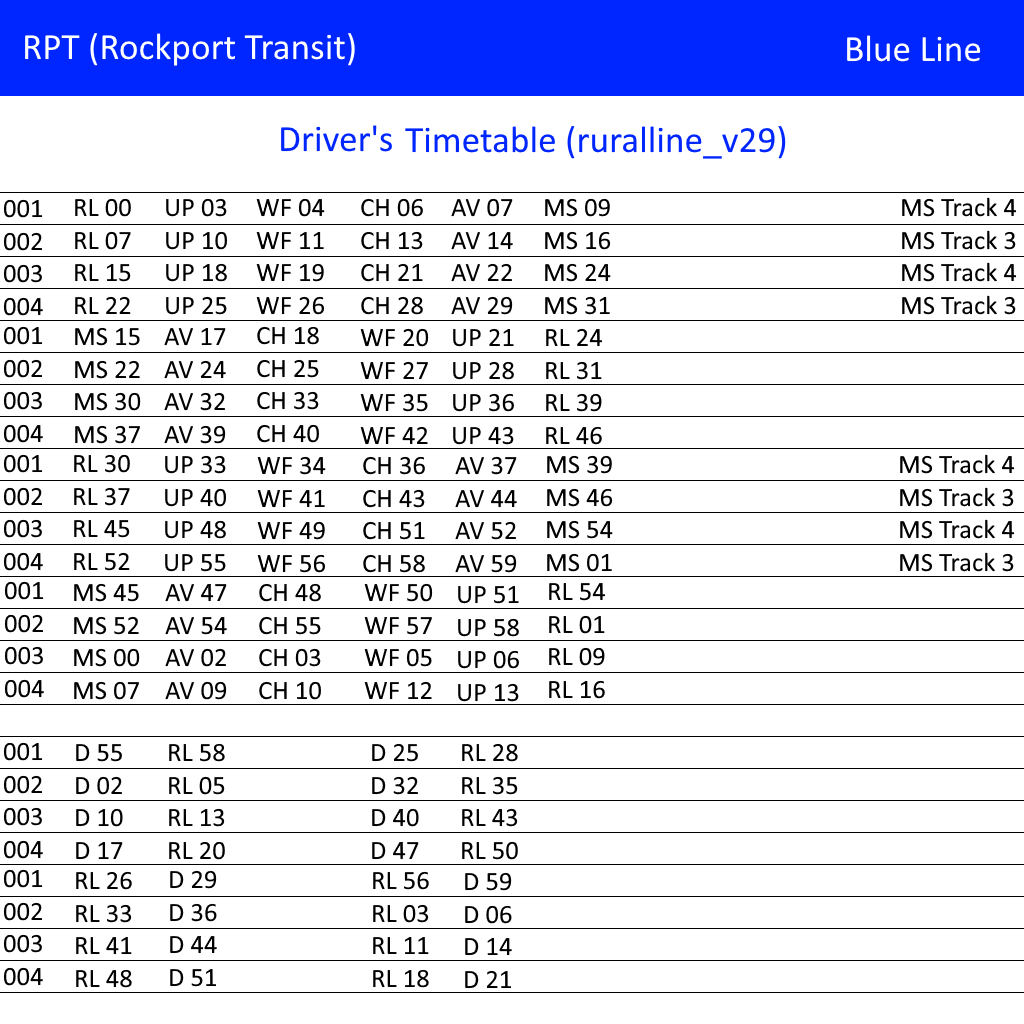 RPT (Rockport Transit) Blue Line
Driver's Timetable (ruralline_v29)
001 RL 00 UP 03 WF 04 CH 06 AV 07 MS 09 MS Track 4
002 RL 07 UP 10 WF 11 CH 13 AV 14 MS 16 MS Track 3
003 RL 15 UP 18 WF 19 CH 21 AV 22 MS 24 MS Track 4
004 RL 22 UP 25 WF 26 CH 28 AV 29 MS 31 MS Track 3
001 MS 15 AV 17 CH 18 WF 20 UP 21 RL 24
002 MS 22 AV 24 CH 25 WF 27 UP 28 RL 31
003 MS 30 AV 32 CH 33 WF 35 UP 36 RL 39
004 MS 37 AV 39 CH 40 WF 42 UP 43 RL 46
001 RL 30 UP 33 WF 34 CH 36 AV 37 MS 39 MS Track 4
002 RL 37 UP 40 WF 41 CH 43 AV 44 MS 46 MS Track 3
003 RL 45 UP 48 WF 49 CH 51 AV 52 MS 54 MS Track 4
004 RL 52 UP 55 WF 56 CH 58 AV 59 MS 01 MS Track 3
001 MS 45 AV 47 CH 48 WF 50 UP 51 RL 54
002 MS 52 AV 54 CH 55 WF 57 UP 58 RL 01
003 MS 00 AV 02 CH 03 WF 05 UP 06 RL 09
004 MS 07 AV 09 CH 10 WF 12 UP 13 RL 16
001 D 55 RL 58 D 25 RL 28
002 D 02 RL 05 D 32 RL 35
003 D 10 RL 13 D 40 RL 43
004 D 17 RL 20 D 47 RL 50
001 RL 26 D 29 RL 56 D 59
002 RL 33 D 36 RL 03 D 06
003 RL 41 D 44 RL 11 D 14
004 RL 48 D 51 RL 18 D 21